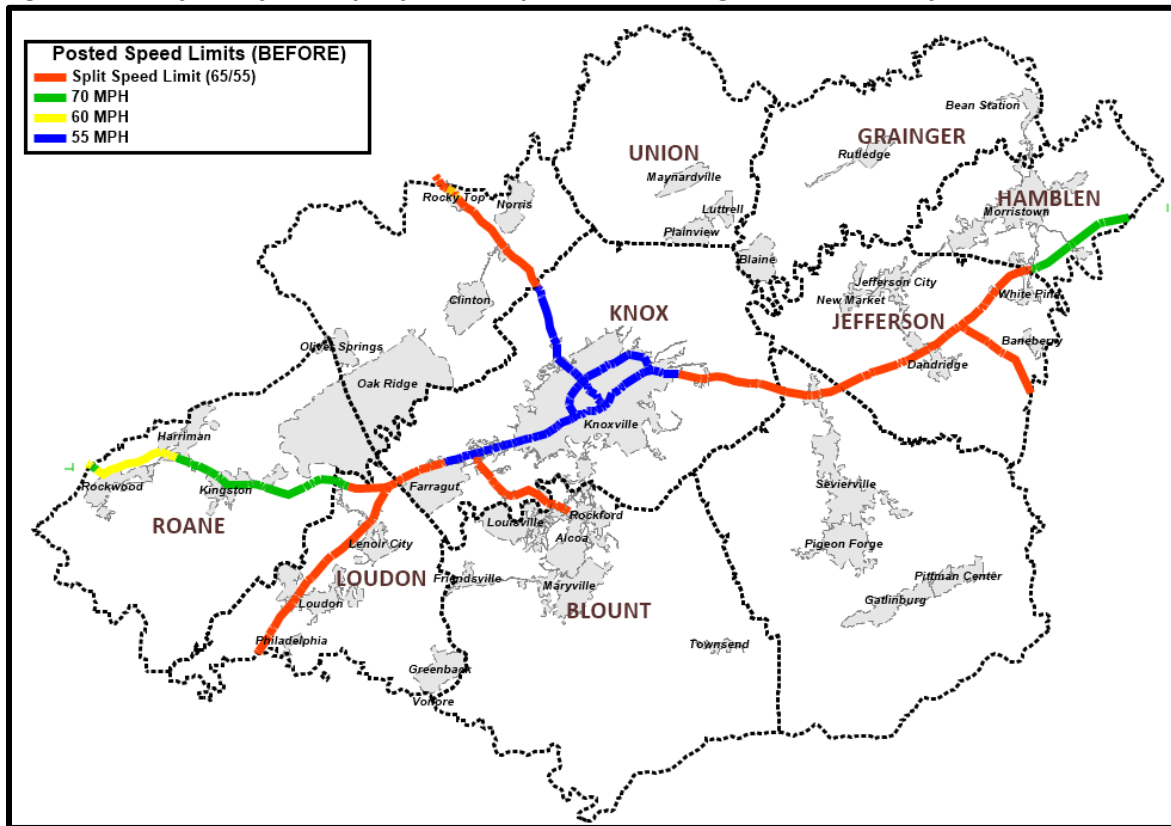 Posted Speed Limits (BEFORE)
Split Speed Limit (65/55)
70 MPH
60 MPH
55 MPH
Bean Station
GRAINGER
UNION
Rutledge
Maynardville
HAMBLEN
Rocky Top
Norris
Luttrell
Morristown
Plainview
Blaine
Jefferson City
Clinton
New Market
White Pine
KNOX
JEFFERSON
Baneberry
Oliver Springs
Dandridge
Oak Ridge
Knoxville
Harriman
Rockwood
Kingston
Farragut
Sevierville
ROANE
Louisville
Rockford
Alcoa
Lenoir City
Pigeon Forge
LOUDON
Friendsville
Maryville
Pittman Center
Loudon
BLOUNT
Gatlinburg
Philadelphia
Townsend
Greenback
Vonore